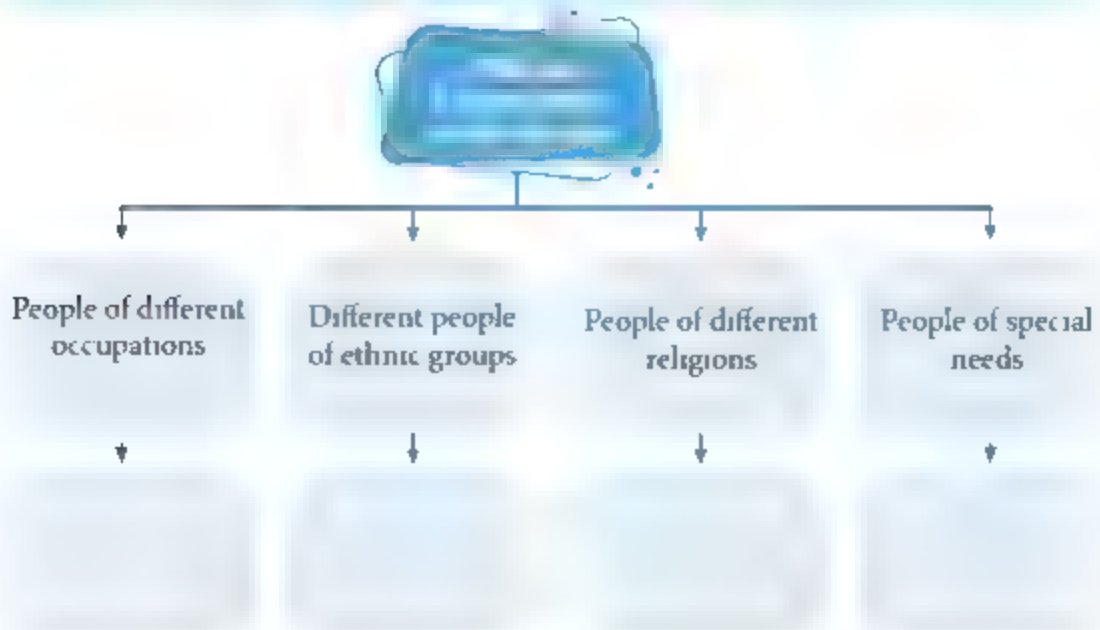 People of different
occupations
Different people
of ethnic groups
People of different
religions
People of special
needs